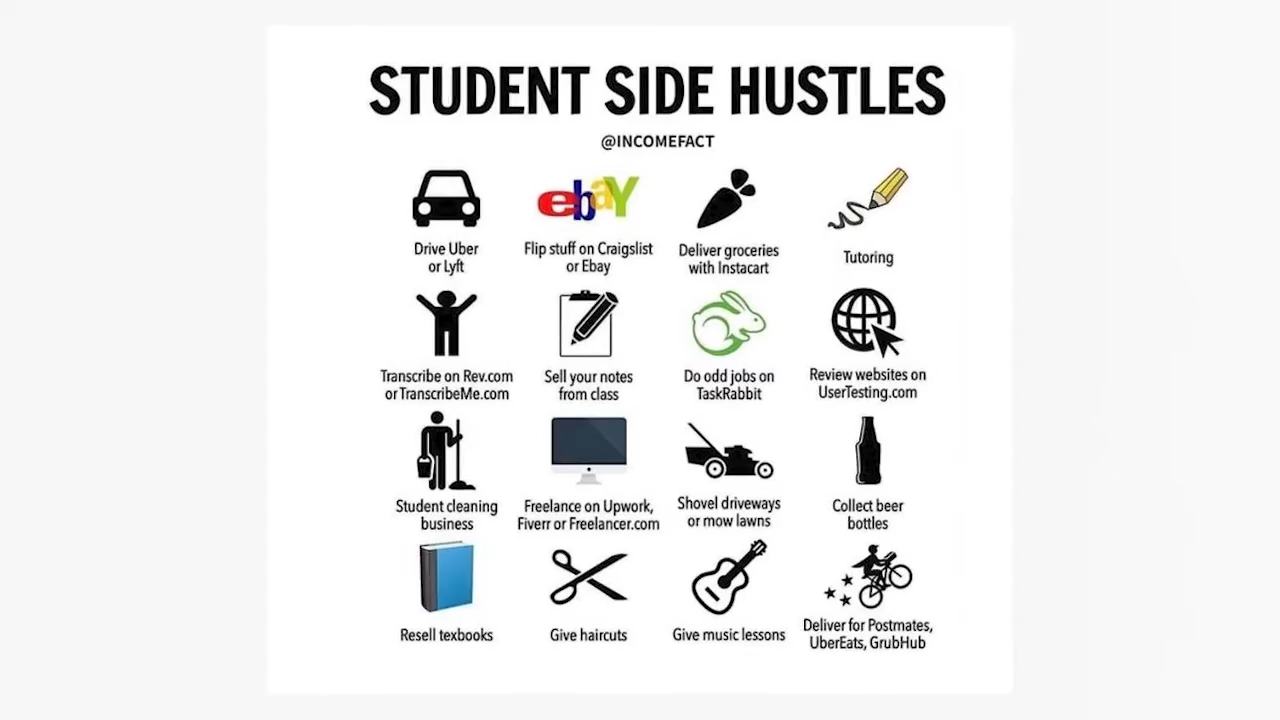 STUDENT SIDE HUSTLES
@INCOMEFACT
ebaY
Drive Uber
or Lyft
Flip stuff on Craigslist
or Ebay
Deliver groceries
with Instacart
Tutoring
Transcribe on Rev.com
or TranscribeMe.com
Sell your notes
from class
Do odd jobs on
TaskRabbit
Review websites on
UserTesting.com
Student cleaning
business
Freelance on Upwork,
Fiverr or Freelancer.com
Shovel driveways
or mow lawns
Collect beer
bottles
Resell texbooks
Give haircuts
Give music lessons
Deliver for Postmates,
UberEats, GrubHub